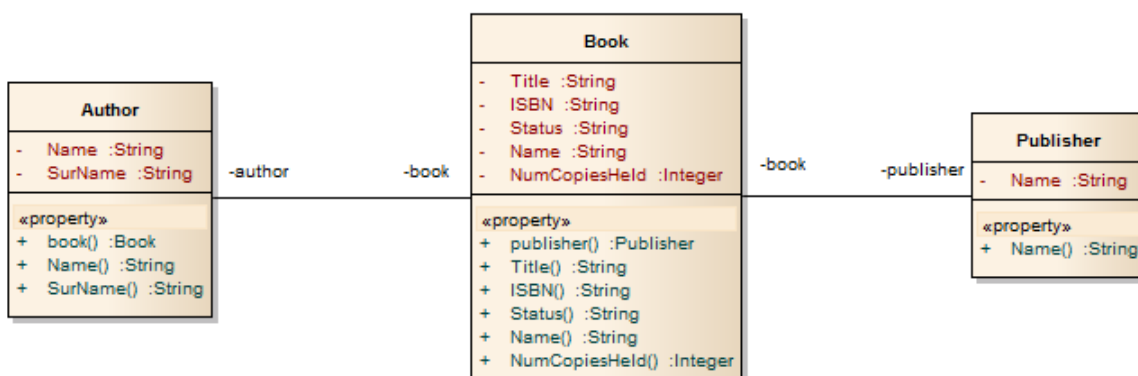 Author
- Name :String
- SurName :String
«property»
+ book() :Book
+ Name() :String
+ SurName() :String
-author
-book
Book
- Title :String
- ISBN :String
- Status :String
- Name :String
- NumCopiesHeld :Integer
«property»
+ publisher() :Publisher
+ Title() :String
+ ISBN() :String
+ Status() :String
+ Name() :String
+ NumCopiesHeld() :Integer
-book
-publisher
Publisher
- Name :String
«property»
+ Name() :String